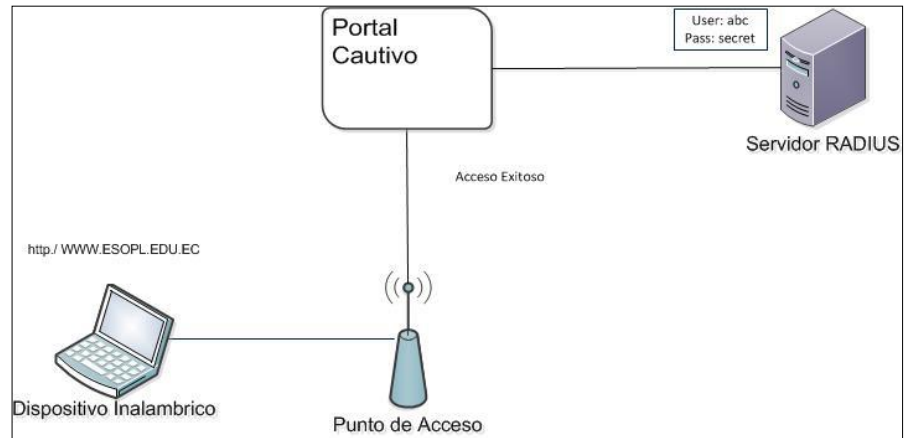 Portal
Cautivo
User: abc
Pass: secret
Servidor RADIUS
Acceso Exitoso
http./ WWW.ESOPL.EDU.EC
Dispositivo Inalambrico
Punto de Acceso